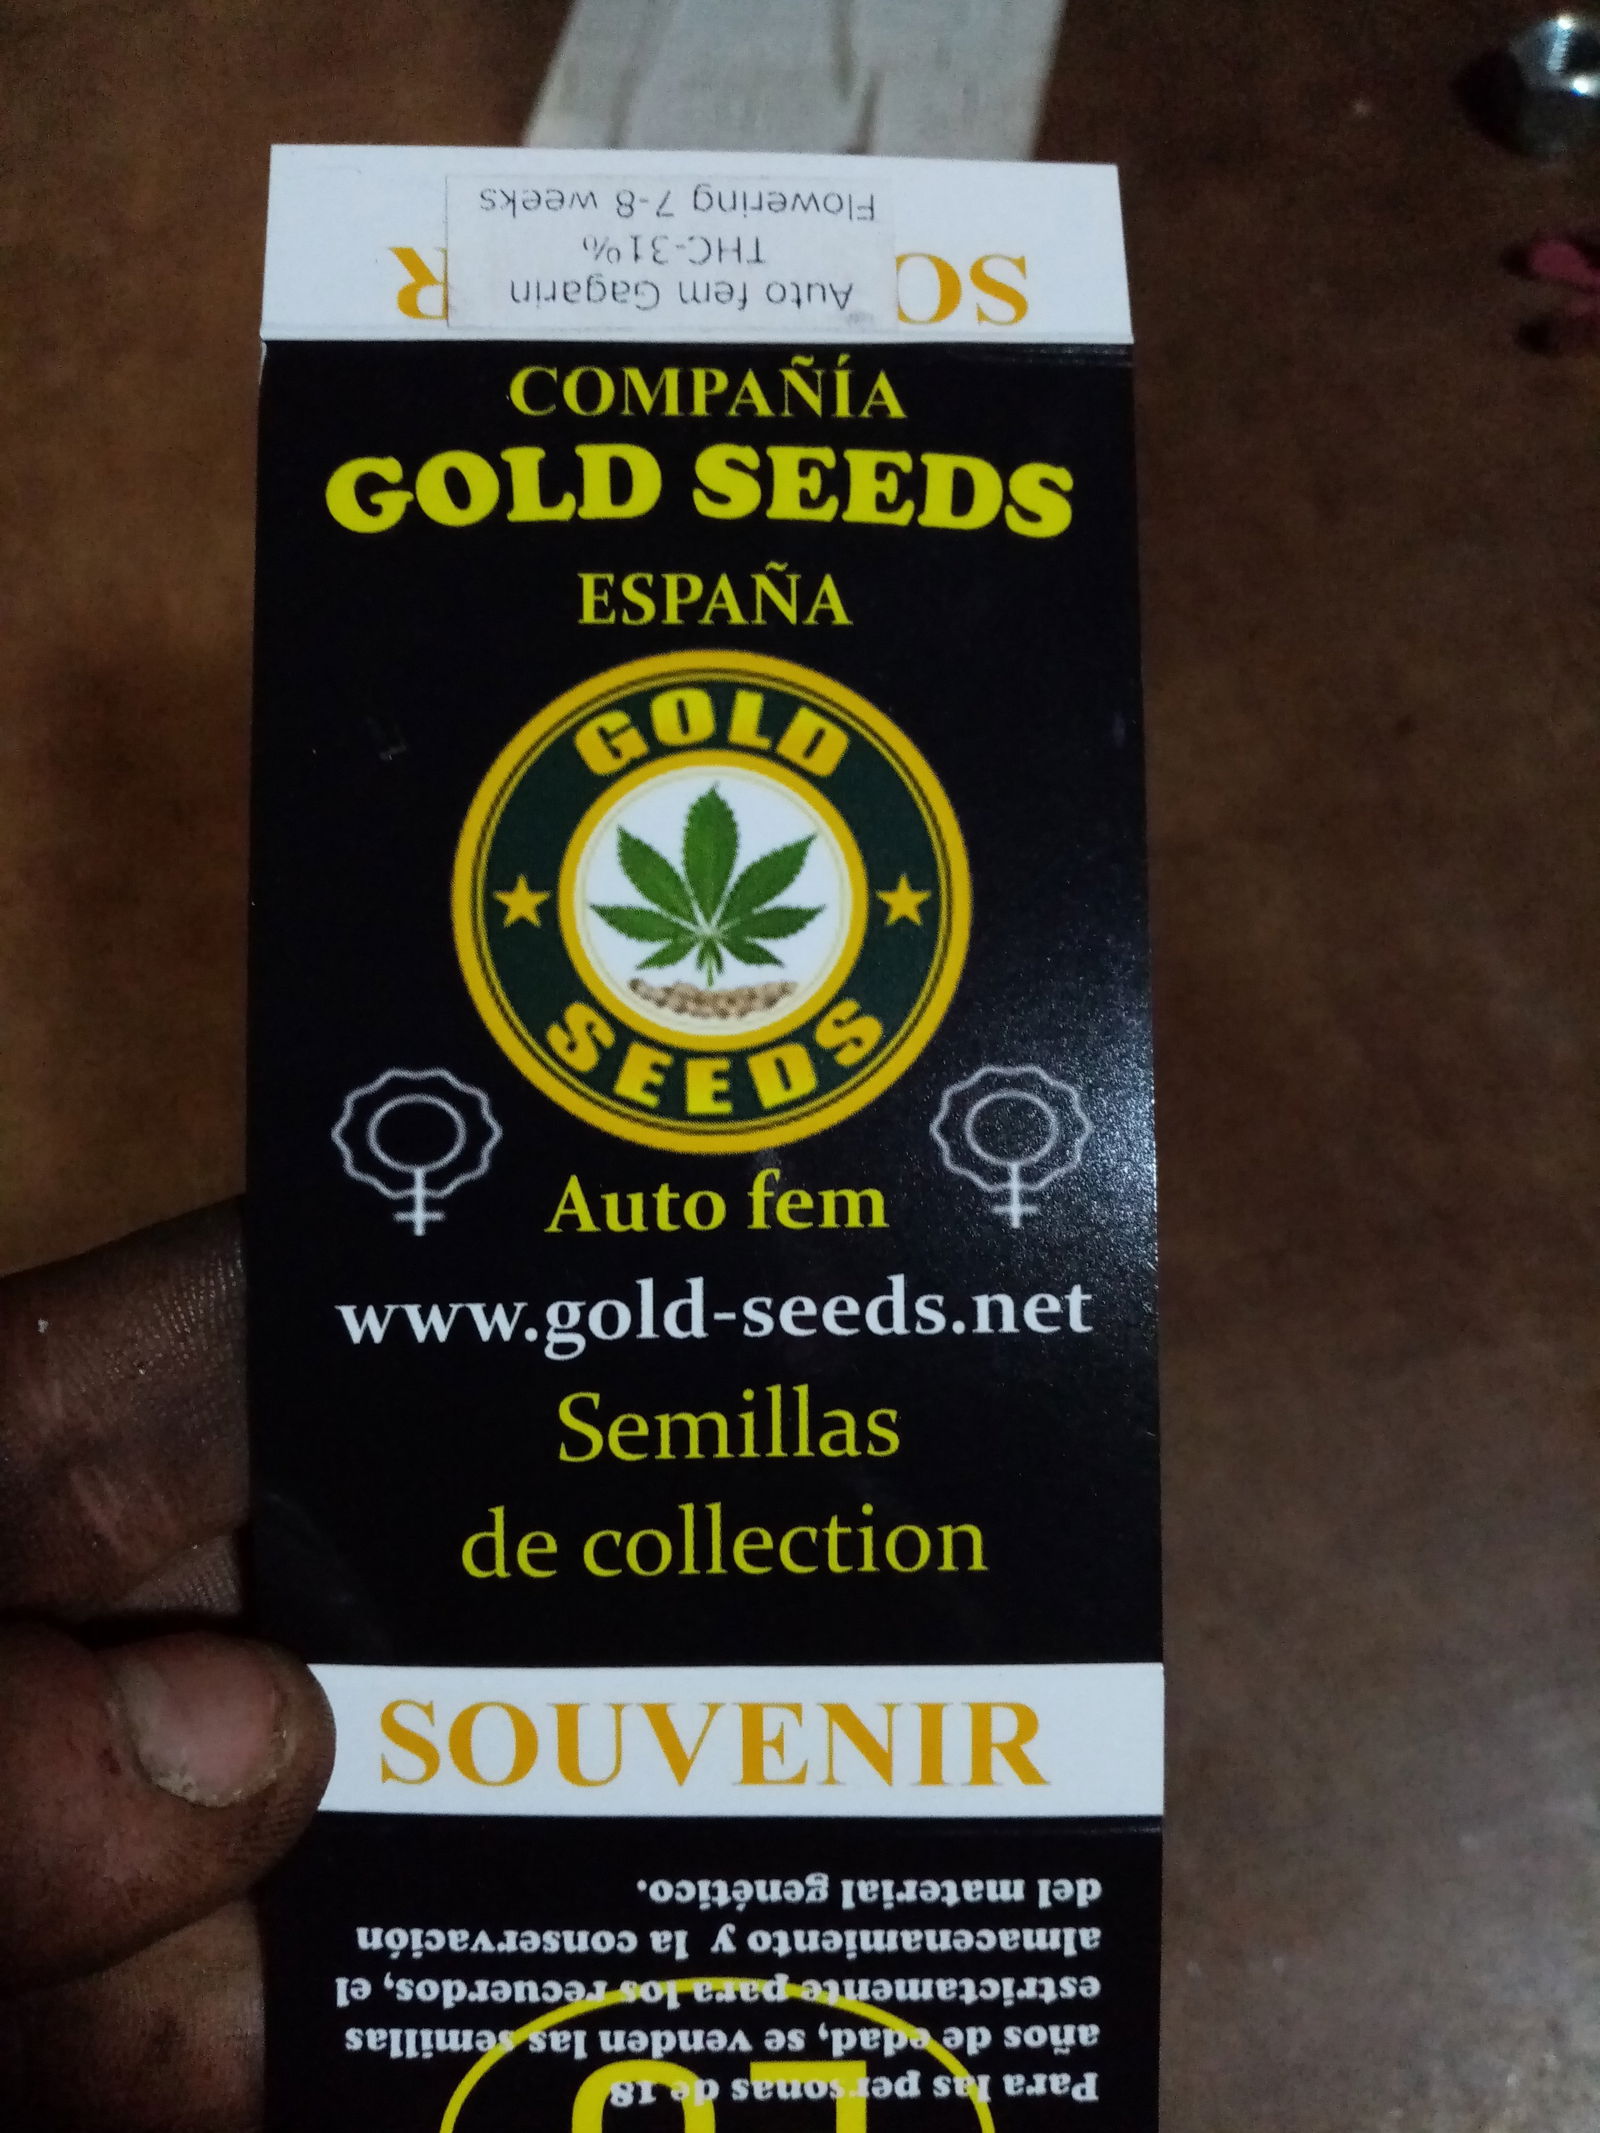 Auto fem Gagarin
THC-31%
Flowering 7-8 weeks
SO
R
COMPAÑÍA
GOLD SEEDS
ESPAÑA
GOLD
SEEDS
Auto fem
www.gold-seeds.net
Semillas
de collection
SOUVENIR
Para las personas de 18
años de edad, se venden las semillas
estrictamente para los recuerdos, el
almacenamiento y la conservación
del material genético.